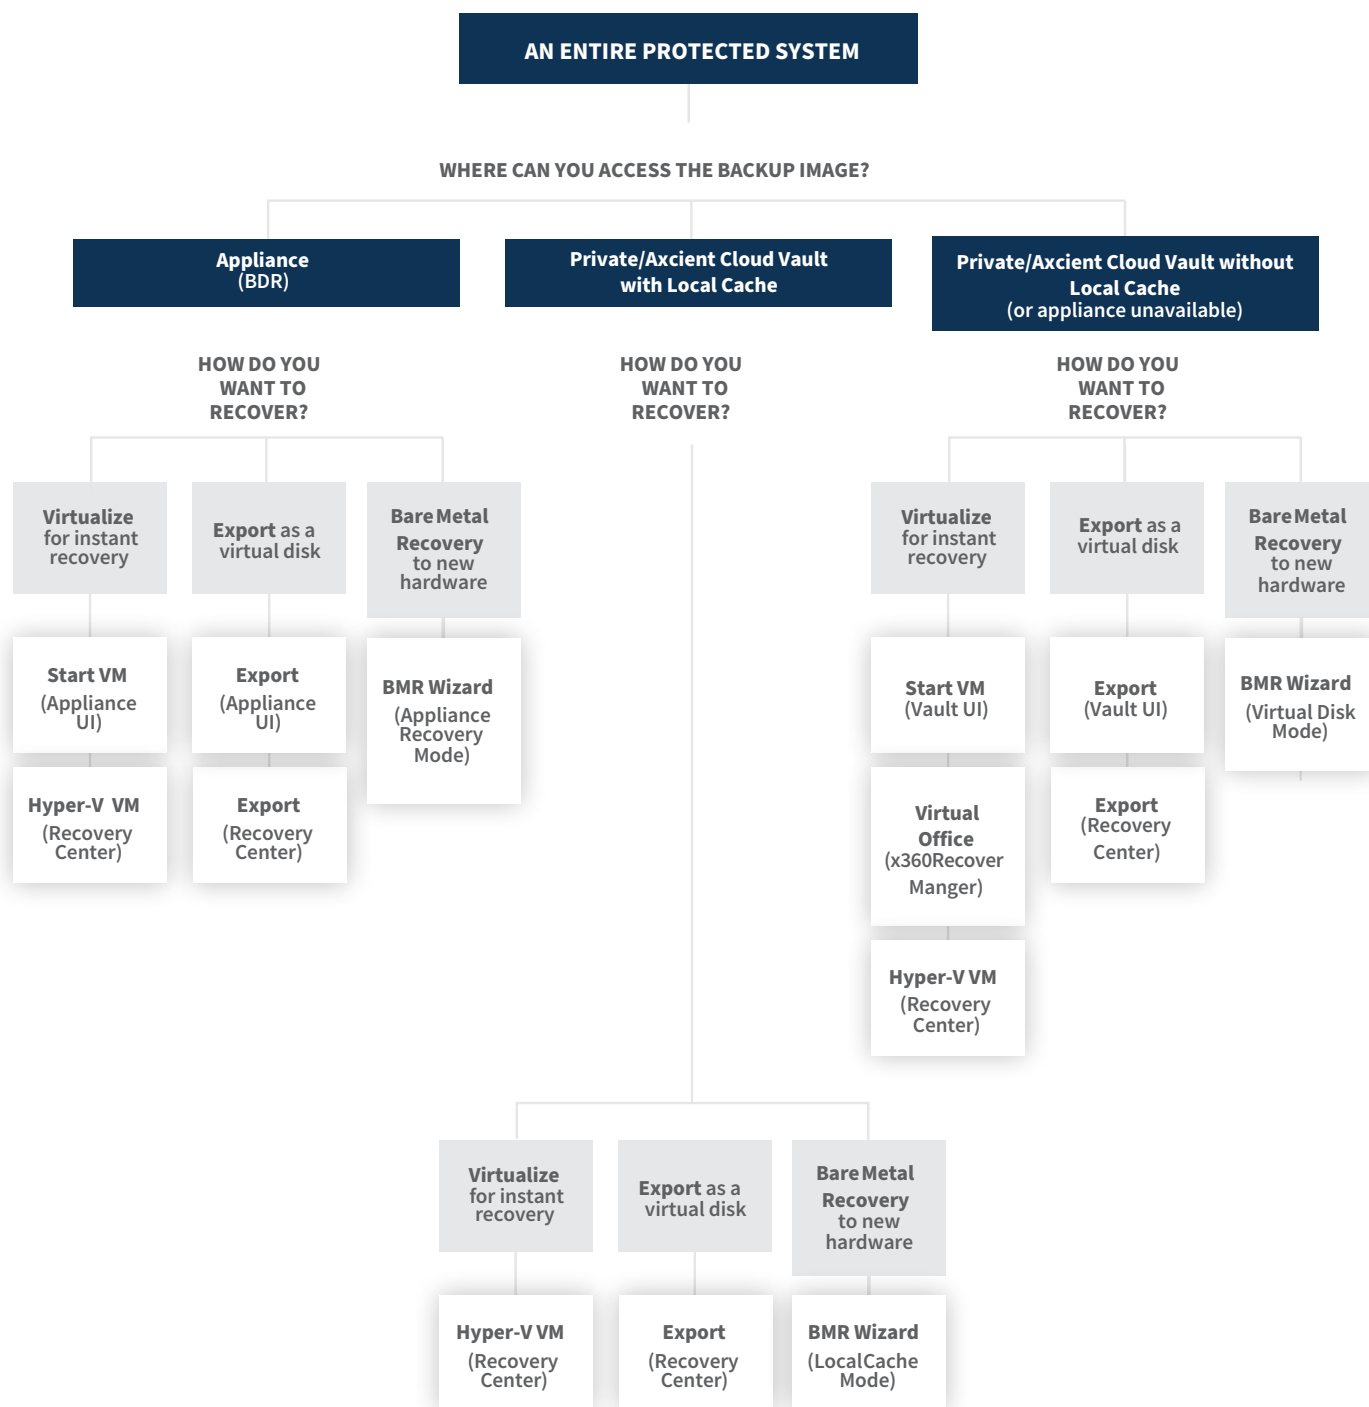 AN ENTIRE PROTECTED SYSTEM
WHERE CAN YOU ACCESS THE BACKUP IMAGE?
Appliance
(BDR)
Private/Axcient Cloud Vault
with Local Cache
Private/Axcient Cloud Vault without
Local Cache
(or appliance unavailable)
HOW DO YOU
WANT TO
RECOVER?
HOW DO YOU
WANT TO
RECOVER?
HOW DO YOU
WANT TO
RECOVER?
Virtualize
for instant
recovery
Export as a
virtual disk
Bare Metal
Recovery
to new
hardware
Start VM
(Appliance
UI)
Export
(Appliance
UI)
BMR Wizard
(Appliance
Recovery
Mode)
Hyper-V VM
(Recovery
Center)
Export
(Recovery
Center)
Virtualize
for instant
recovery
Export as a
virtual disk
Bare Metal
Recovery
to new
hardware
Start VM
(Vault UI)
Export
(Vault UI)
BMR Wizard
(Virtual Disk
Mode)
Virtual
Office
(x360Recover
Manger)
Export
(Recovery
Center)
Hyper-V VM
(Recovery
Center)
Virtualize
for instant
recovery
Export as a
virtual disk
Bare Metal
Recovery
to new
hardware
Hyper-V VM
(Recovery
Center)
Export
(Recovery
Center)
BMR Wizard
(LocalCache
Mode)